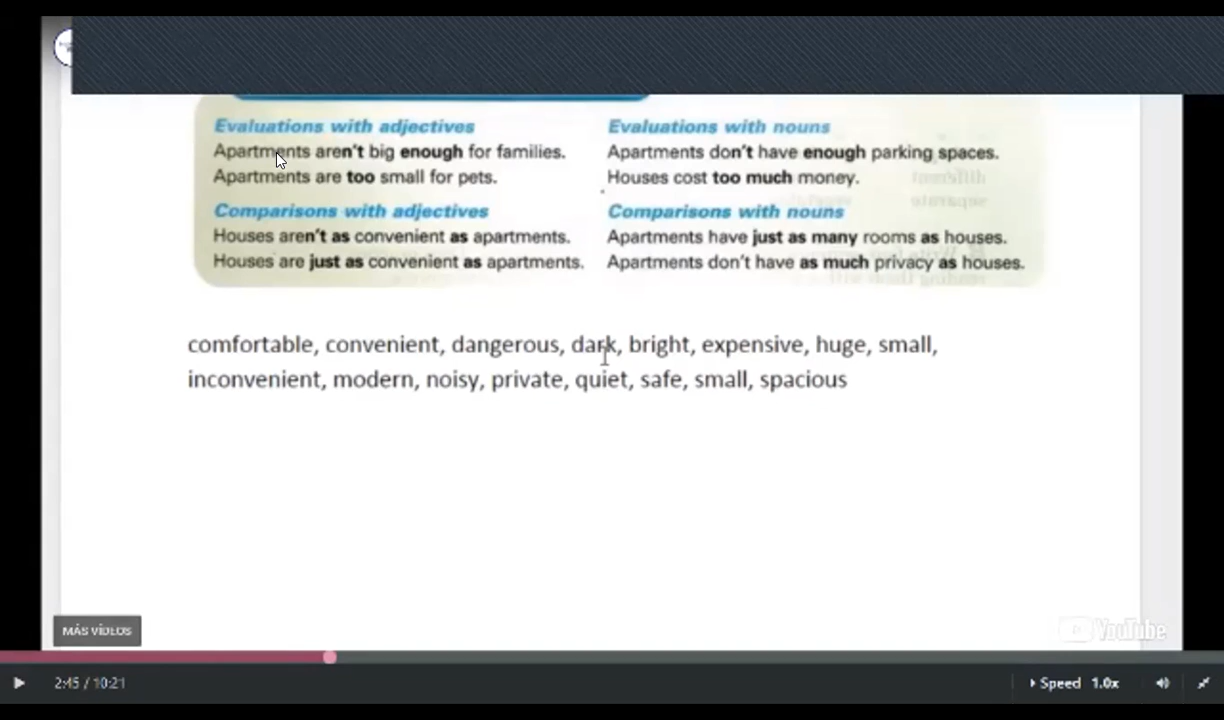 Evaluations with adjectives
Apartments aren't big enough for families.
Apartments are too small for pets.
Comparisons with adjectives
Houses aren't as convenient as apartments.
Houses are just as convenient as apartments.
Evaluations with nouns
Apartments don't have enough parking spaces.
Houses cost too much money.
Comparisons with nouns
Apartments have just as many rooms as houses.
Apartments don't have as much privacy as houses.
comfortable, convenient, dangerous, dark, bright, expensive, huge, small,
inconvenient, modern, noisy, private, quiet, safe, small, spacious
MÁS VÍDEOS
YouTube
2:45 / 10:21
Speed 1.0x